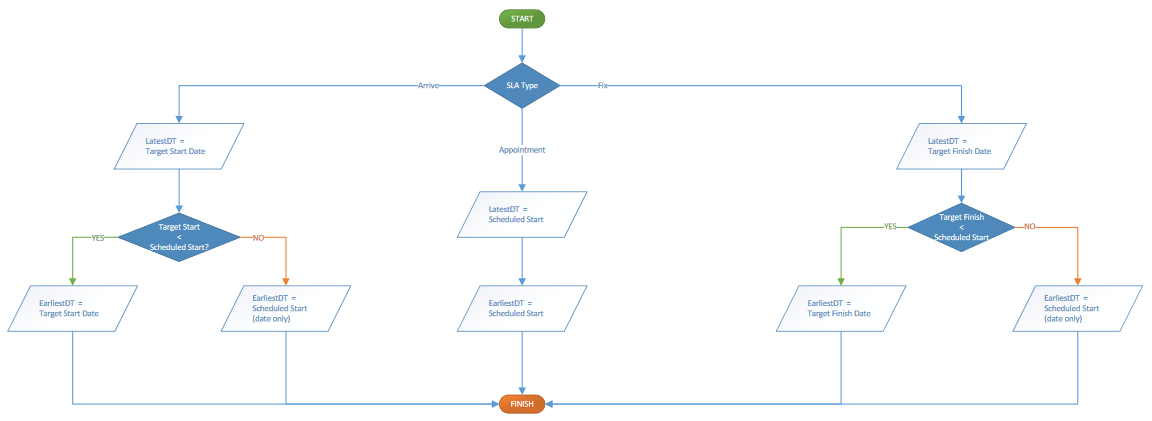 START
SLA Type
Arrive
Fix
LatestDT =
Target Start Date
Appointment
LatestDT =
Target Finish Date
LatestDT =
Scheduled Start
Target Start
<
Scheduled Start?
YES
NO
Target Finish
<
Scheduled Start
YES
NO
EarliestDT =
Target Start Date
EarliestDT =
Scheduled Start
(date only)
EarliestDT =
Scheduled Start
EarliestDT =
Target Finish Date
EarliestDT =
Scheduled Start
(date only)
FINISH